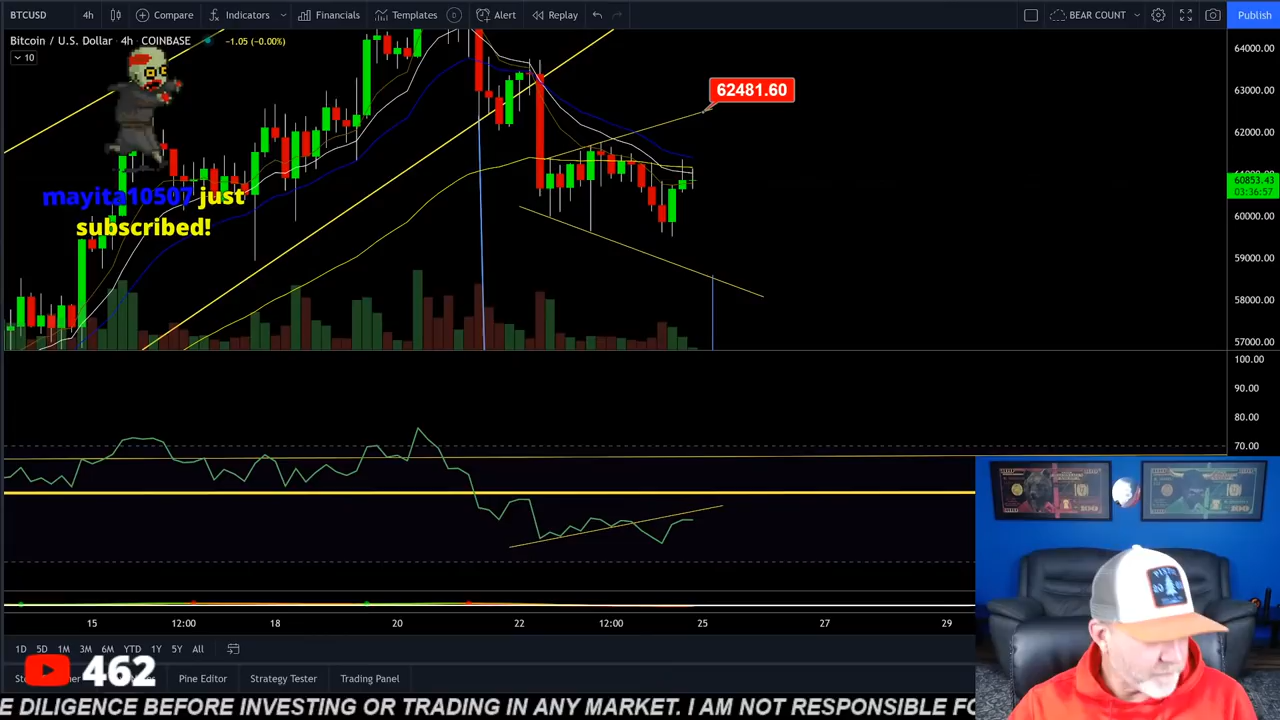 BTCUSD 4h Compare Indicators Financials Templates Alert Replay BEAR COUNT Publish
Bitcoin / U.S. Dollar 4h COINBASE −1.05 (−0.00%)
10
64000.00
62481.60
62000.00
60853.43
03:36:57
mayita10507 just
subscribed!
60000.00
59000.00
58000.00
57000.00
100.00
90.00
80.00
70.00
15 12:00 18 20 22 12:00 25 27 29
1D 5D 1M 3M 6M YTD 1Y 5Y All
462
Pine Editor Strategy Tester Trading Panel
E DILIGENCE BEFORE INVESTING OR TRADING IN ANY MARKET. I AM NOT RESPONSIBLE FO